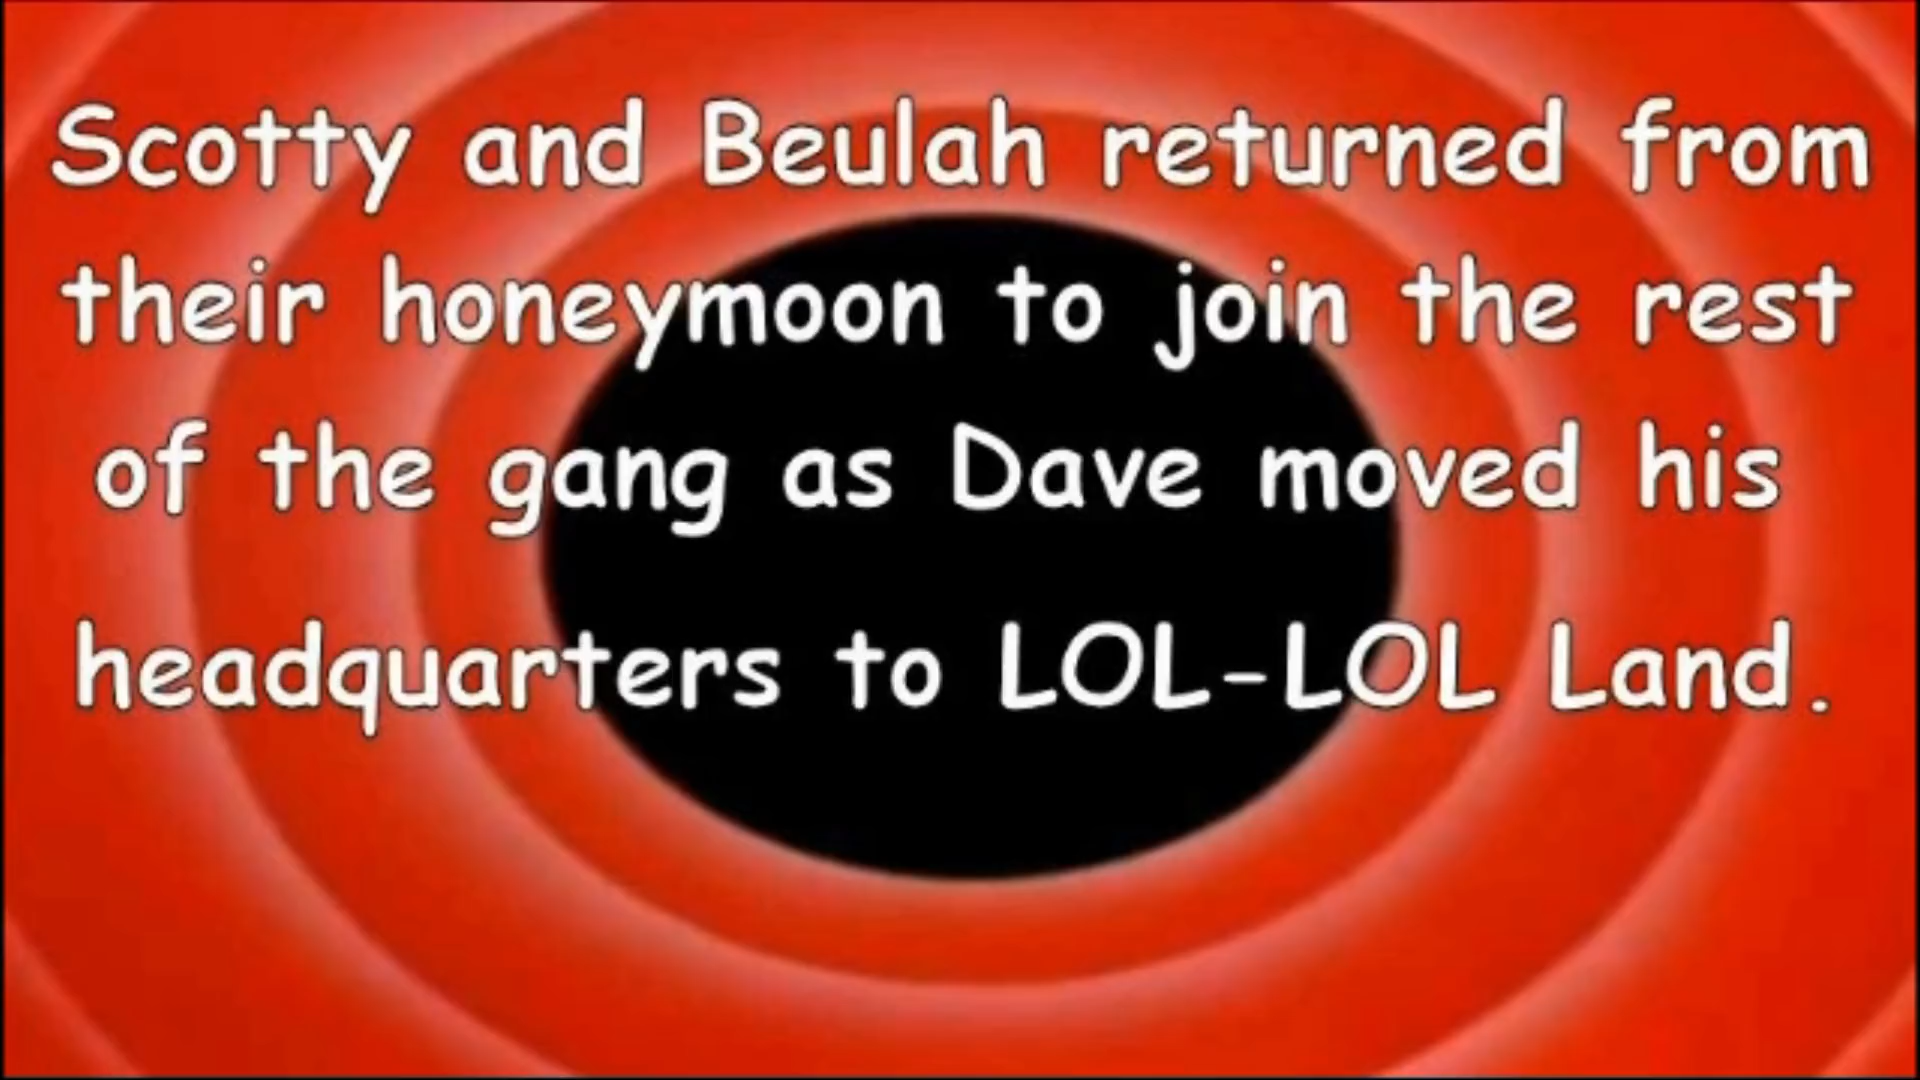 Scotty and Beulah returned from
their honeymoon to join the rest
of the gang as Dave moved his
headquarters to LOL-LOL Land.